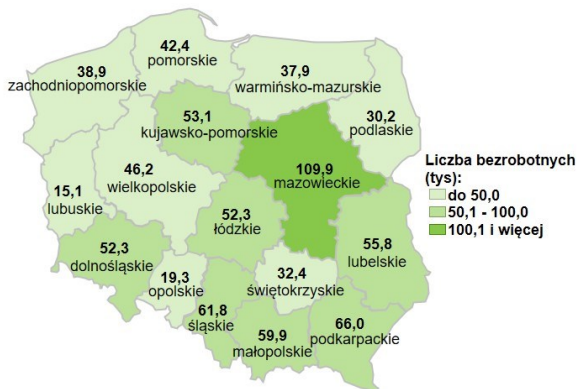 42,4
pomorskie
38,9
zachodniopomorskie
37,9
warmińsko-mazurskie
53,1
kujawsko-pomorskie
30,2
podlaskie
109,9
mazowieckie
46,2
wielkopolskie
15,1
lubuskie
52,3
łódzkie
52,3
dolnośląskie
55,8
lubelskie
19,3
opolskie
32,4
świętokrzyskie
61,8
śląskie
59,9
małopolskie
66,0
podkarpackie
Liczba bezrobotnych
(tys):
do 50,0
50,1 - 100,0
100,1 i więcej